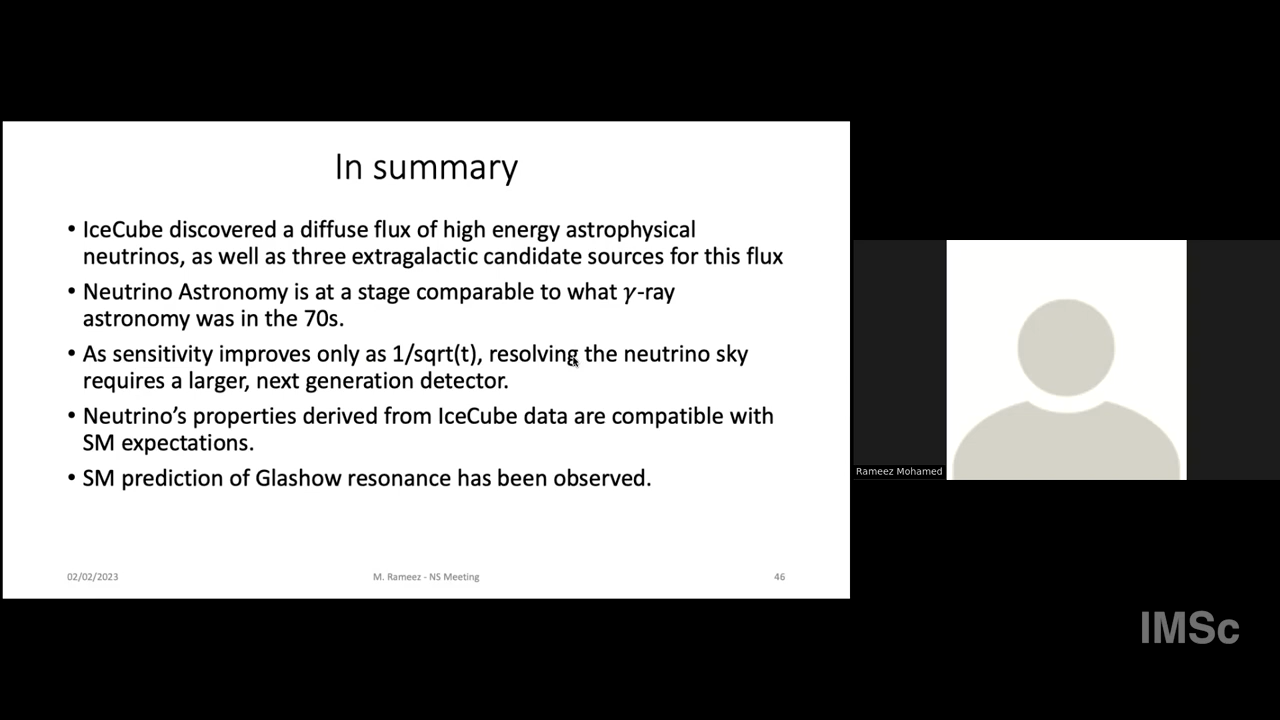 In summary
• IceCube discovered a diffuse flux of high energy astrophysical
neutrinos, as well as three extragalactic candidate sources for this flux
• Neutrino Astronomy is at a stage comparable to what γ-ray
astronomy was in the 70s.
• As sensitivity improves only as 1/sqrt(t), resolving the neutrino sky
requires a larger, next generation detector.
• Neutrino’s properties derived from IceCube data are compatible with
SM expectations.
• SM prediction of Glashow resonance has been observed.
02/02/2023
M. Rameez - NS Meeting
46
Rameez Mohamed
IMSc